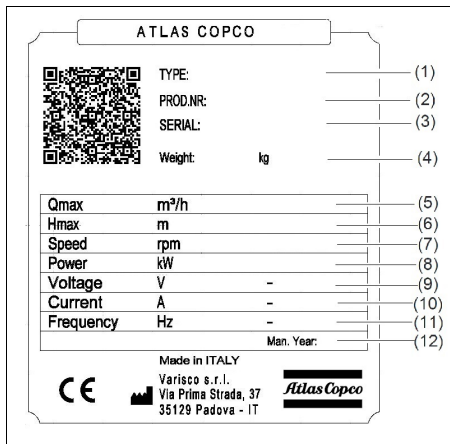 ATLAS COPCO
TYPE: (1)
PROD.NR: (2)
SERIAL: (3)
Weight: kg (4)
Qmax m³/h (5)
Hmax m (6)
Speed rpm (7)
Power kW (8)
Voltage V - (9)
Current A - (10)
Frequency Hz - (11)
Man. Year: (12)
Made in ITALY
CE
Varisco s.r.l.
Via Prima Strada, 37
35129 Padova - IT
Atlas Copco